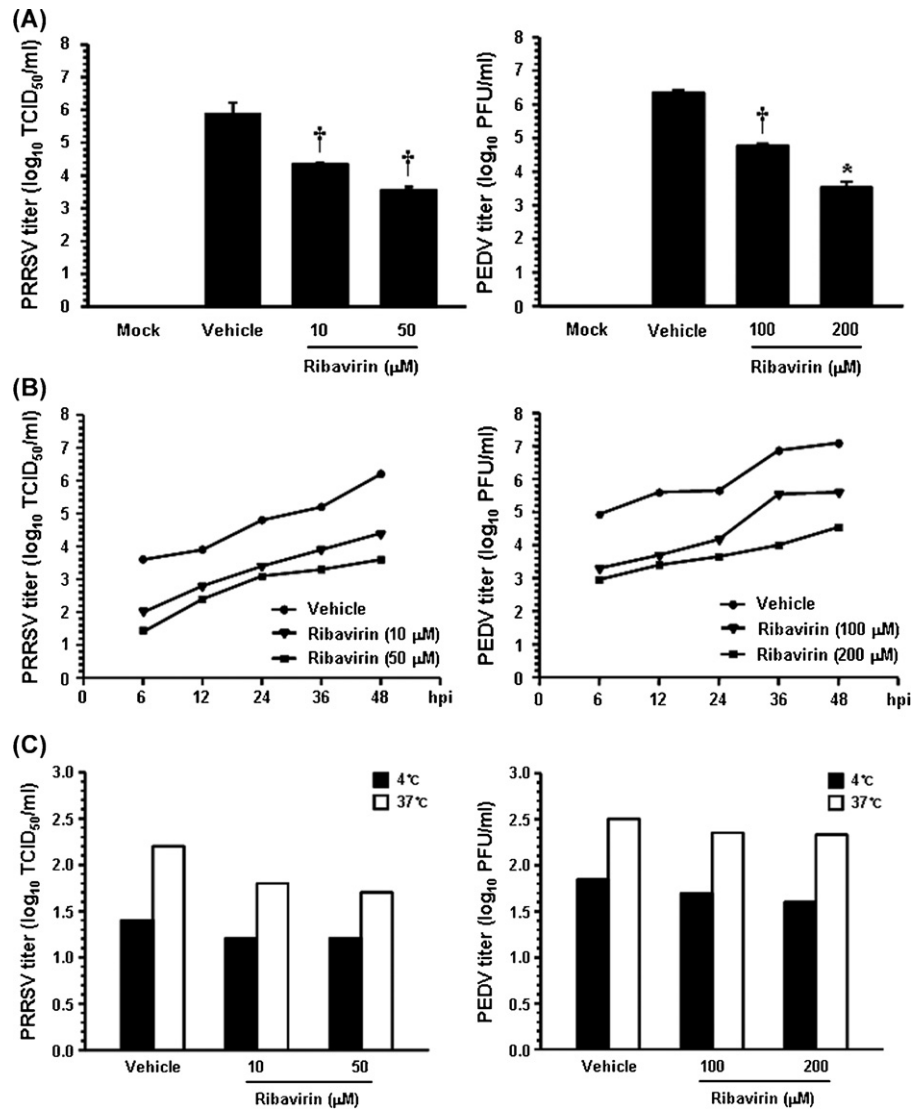 (A)
PRRSV titer (log₁₀ TCID₅₀/ml)
8
7
6
5
4
3
2
1
0
†
†
Mock Vehicle 10 50
Ribavirin (µM)
PEDV titer (log₁₀ PFU/ml)
8
7
6
5
4
3
2
1
0
†
*
Mock Vehicle 100 200
Ribavirin (µM)
(B)
PRRSV titer (log₁₀ TCID₅₀/ml)
8
7
6
5
4
3
2
1
0
Vehicle
Ribavirin (10 µM)
Ribavirin (50 µM)
0 6 12 24 36 48 hpi
PEDV titer (log₁₀ PFU/ml)
8
7
6
5
4
3
2
1
0
Vehicle
Ribavirin (100 µM)
Ribavirin (200 µM)
0 6 12 24 36 48 hpi
(C)
PRRSV titer (log₁₀ TCID₅₀/ml)
3.0
2.5
2.0
1.5
1.0
0.5
0.0
4℃
37℃
Vehicle 10 50
Ribavirin (µM)
PEDV titer (log₁₀ PFU/ml)
3.0
2.5
2.0
1.5
1.0
0.5
0.0
4℃
37℃
Vehicle 100 200
Ribavirin (µM)